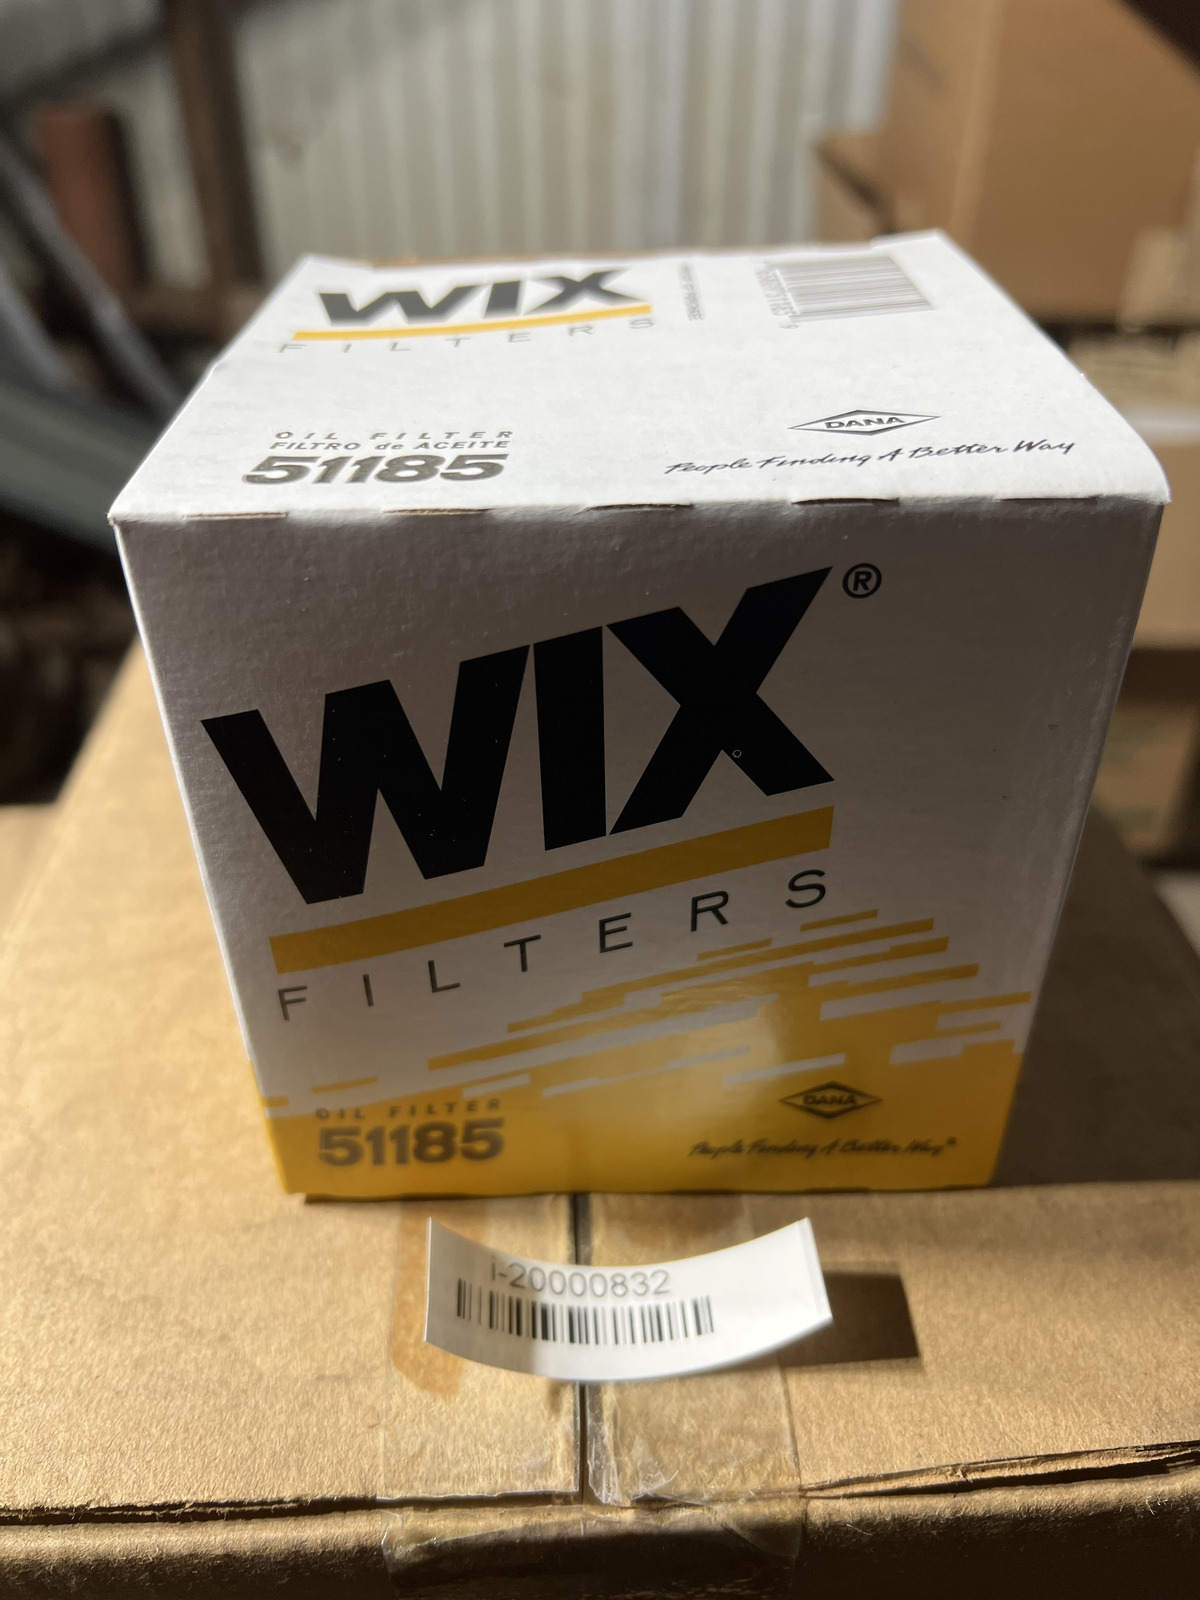 WIX
FILTERS
OIL FILTER
FILTRO de ACEITE
51185
DANA
People Finding A Better Way
WIX®
FILTERS
OIL FILTER
51185
DANA
People Finding A Better Way®
I-20000832